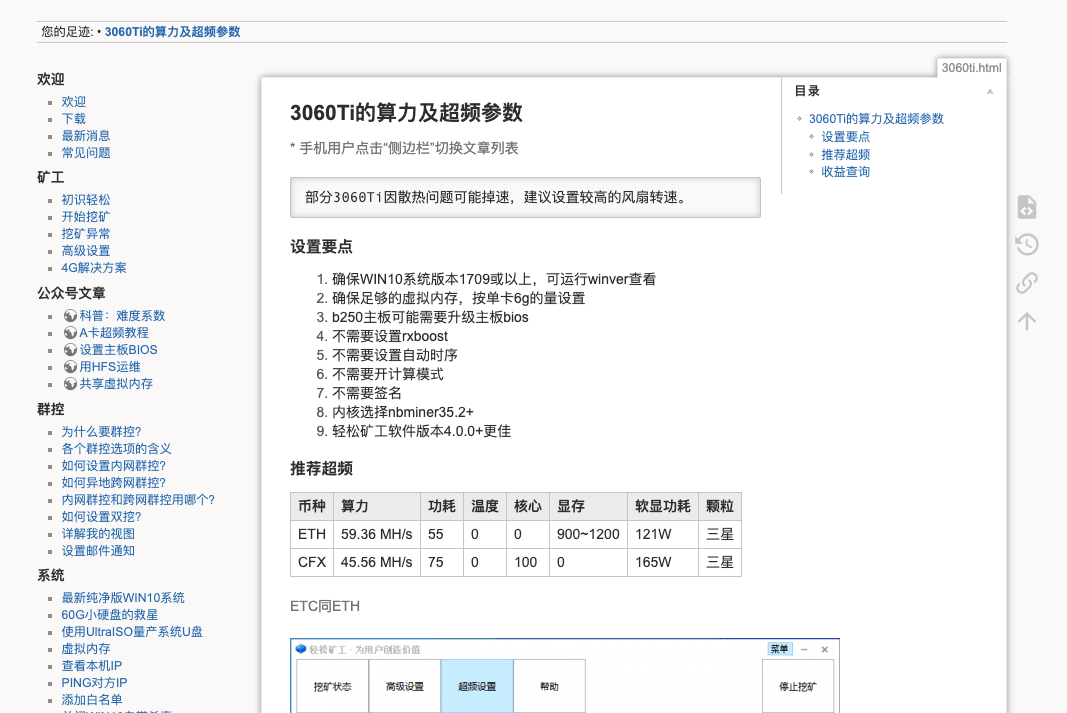 您的足迹: • 3060Ti的算力及超频参数
欢迎
欢迎
下载
最新消息
常见问题
矿工
初识轻松
开始挖矿
挖矿异常
高级设置
4G解决方案
公众号文章
科普：难度系数
A卡超频教程
设置主板BIOS
用HFS运维
共享虚拟内存
群控
为什么要群控?
各个群控选项的含义
如何设置内网群控?
如何异地跨网群控?
内网群控和跨网群控用哪个?
如何设置双挖?
详解我的视图
设置邮件通知
系统
最新纯净版WIN10系统
60G小硬盘的救星
使用UltraISO量产系统U盘
虚拟内存
查看本机IP
PING对方IP
添加白名单
3060ti.html
3060Ti的算力及超频参数
* 手机用户点击“侧边栏”切换文章列表
部分3060Ti因散热问题可能掉速，建议设置较高的风扇转速。
设置要点
1. 确保WIN10系统版本1709或以上，可运行winver查看
2. 确保足够的虚拟内存，按单卡6g的量设置
3. b250主板可能需要升级主板bios
4. 不需要设置rxboost
5. 不需要设置自动时序
6. 不需要开计算模式
7. 不需要签名
8. 内核选择nbminer35.2+
9. 轻松矿工软件版本4.0.0+更佳
推荐超频
币种 算力 功耗 温度 核心 显存 软显功耗 颗粒
ETH 59.36 MH/s 55 0 0 900~1200 121W 三星
CFX 45.56 MH/s 75 0 100 0 165W 三星
ETC同ETH
轻松矿工 · 为用户创造价值 菜单
挖矿状态 高级设置 超频设置 帮助 停止挖矿
目录
3060Ti的算力及超频参数
设置要点
推荐超频
收益查询